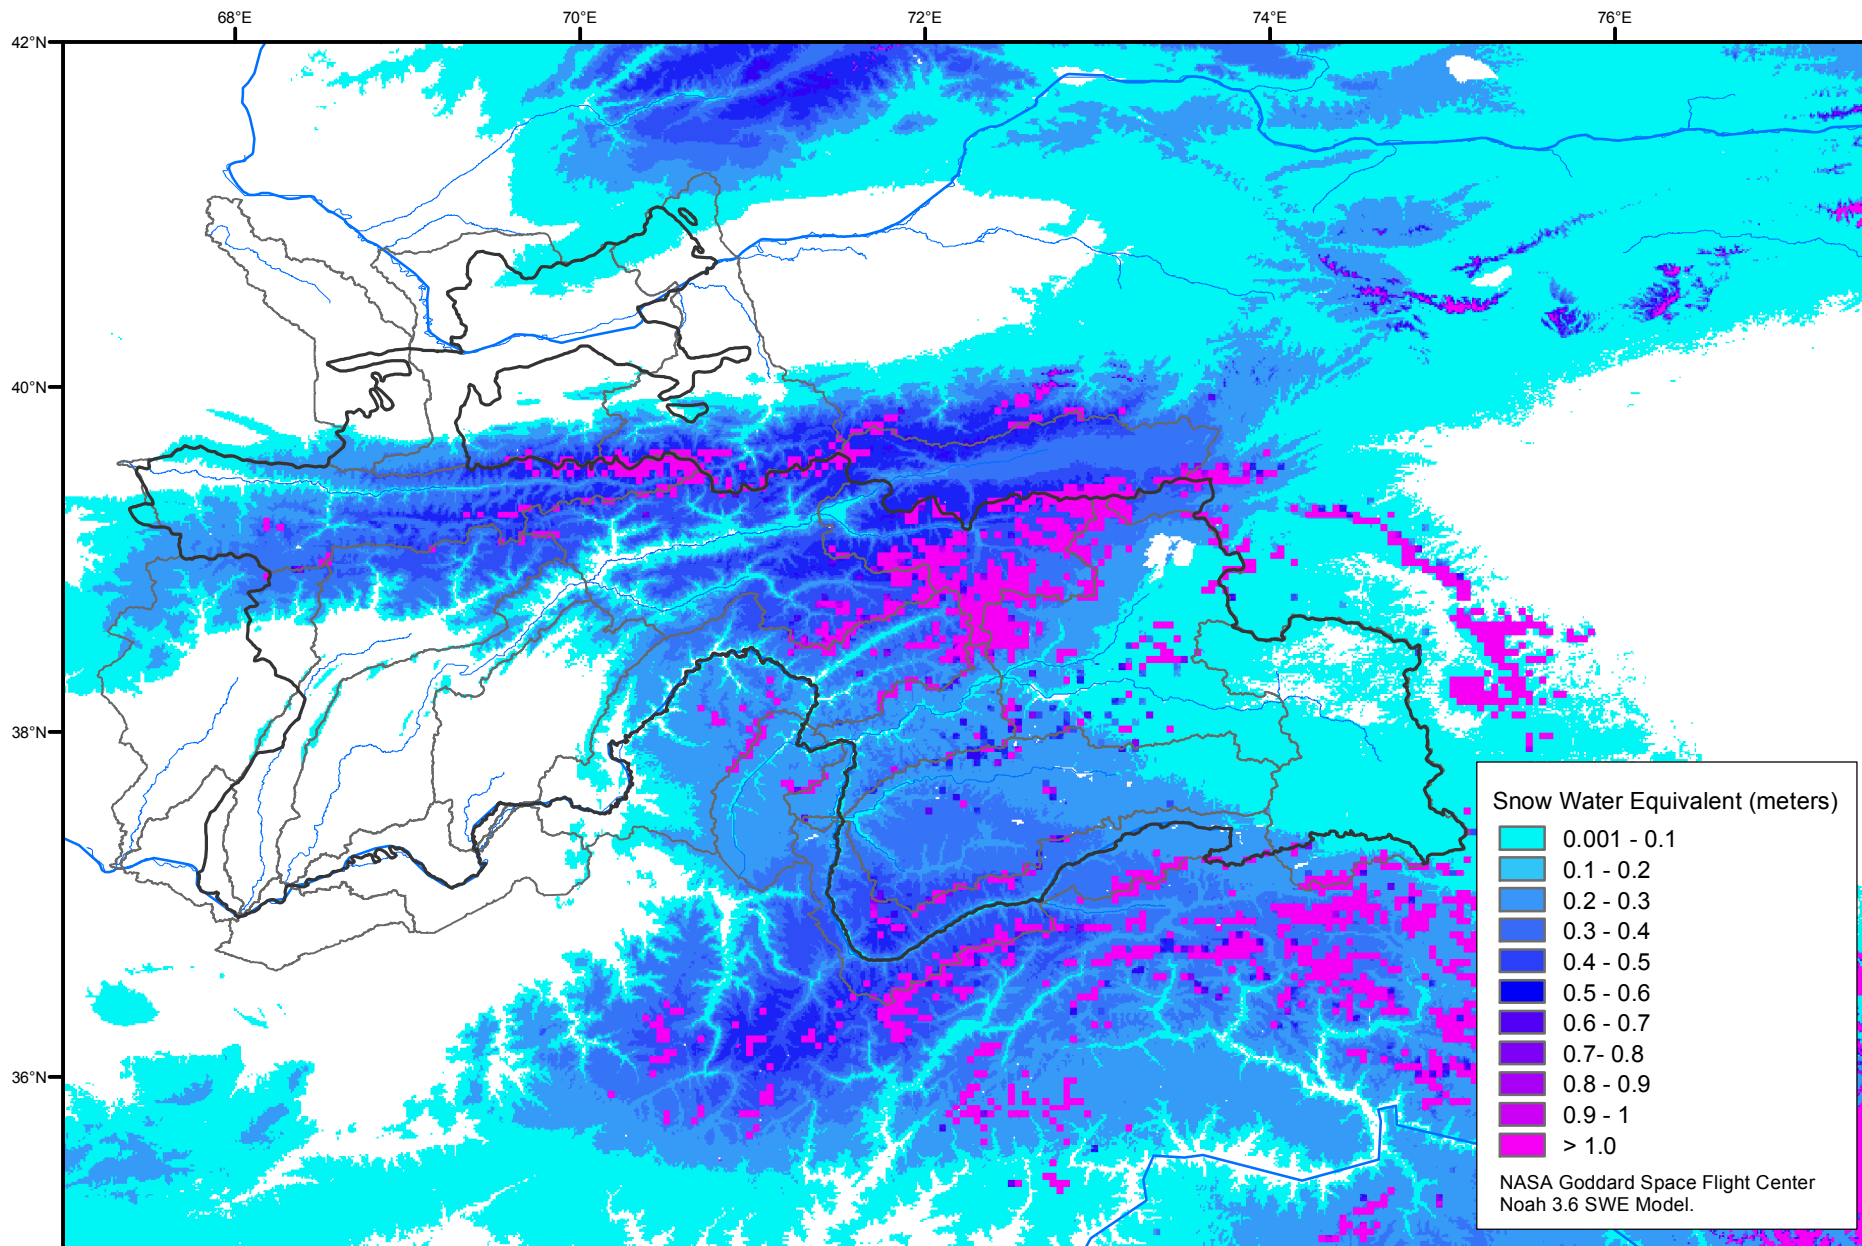 68°E
70°E
72°E
74°E
76°E
42°N
40°N
38°N
36°N
Snow Water Equivalent (meters)
0.001 - 0.1
0.1 - 0.2
0.2 - 0.3
0.3 - 0.4
0.4 - 0.5
0.5 - 0.6
0.6 - 0.7
0.7- 0.8
0.8 - 0.9
0.9 - 1
> 1.0
NASA Goddard Space Flight Center
Noah 3.6 SWE Model.